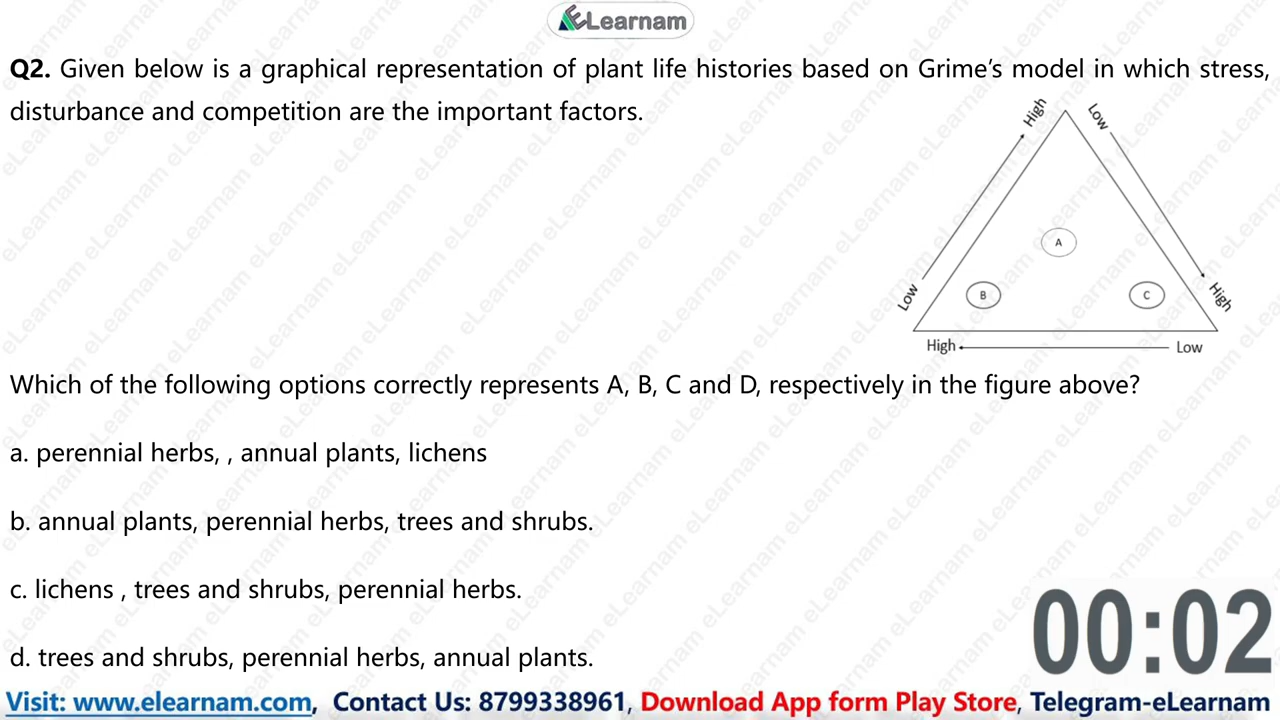 eLearnam
Q2. Given below is a graphical representation of plant life histories based on Grime’s model in which stress,
disturbance and competition are the important factors.
High
Low
A
B
C
Low
High
High
Low
Which of the following options correctly represents A, B, C and D, respectively in the figure above?
a. perennial herbs, , annual plants, lichens
b. annual plants, perennial herbs, trees and shrubs.
c. lichens , trees and shrubs, perennial herbs.
d. trees and shrubs, perennial herbs, annual plants.
00:02
Visit: www.elearnam.com, Contact Us: 8799338961, Download App form Play Store, Telegram-eLearnam